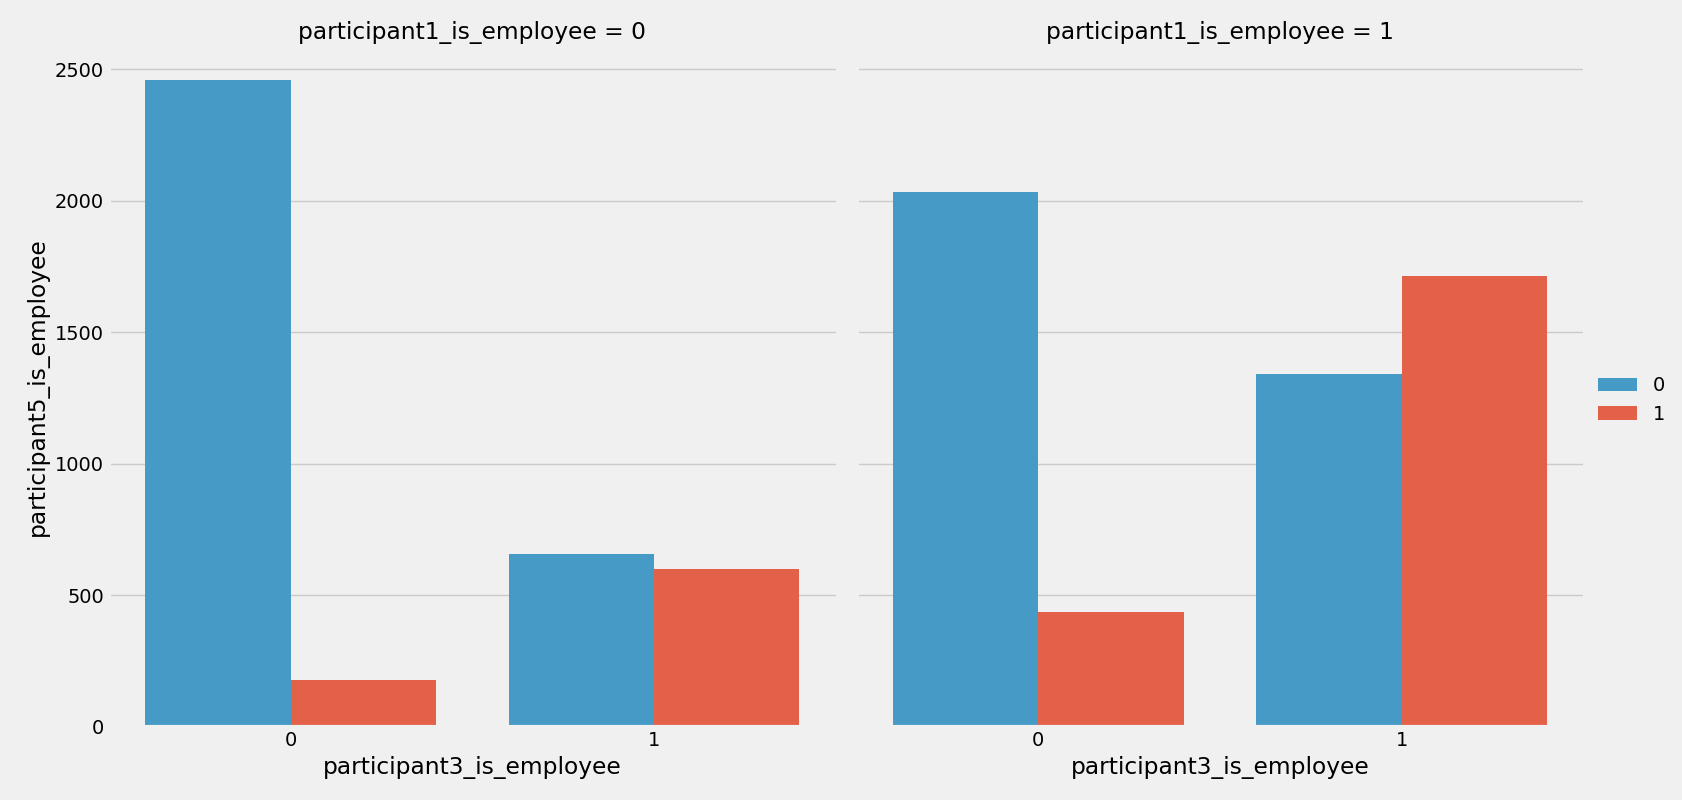 participant1_is_employee = 0
participant1_is_employee = 1
participant5_is_employee
2500
2000
1500
1000
500
0
0
1
0
1
participant3_is_employee
participant3_is_employee
0
1